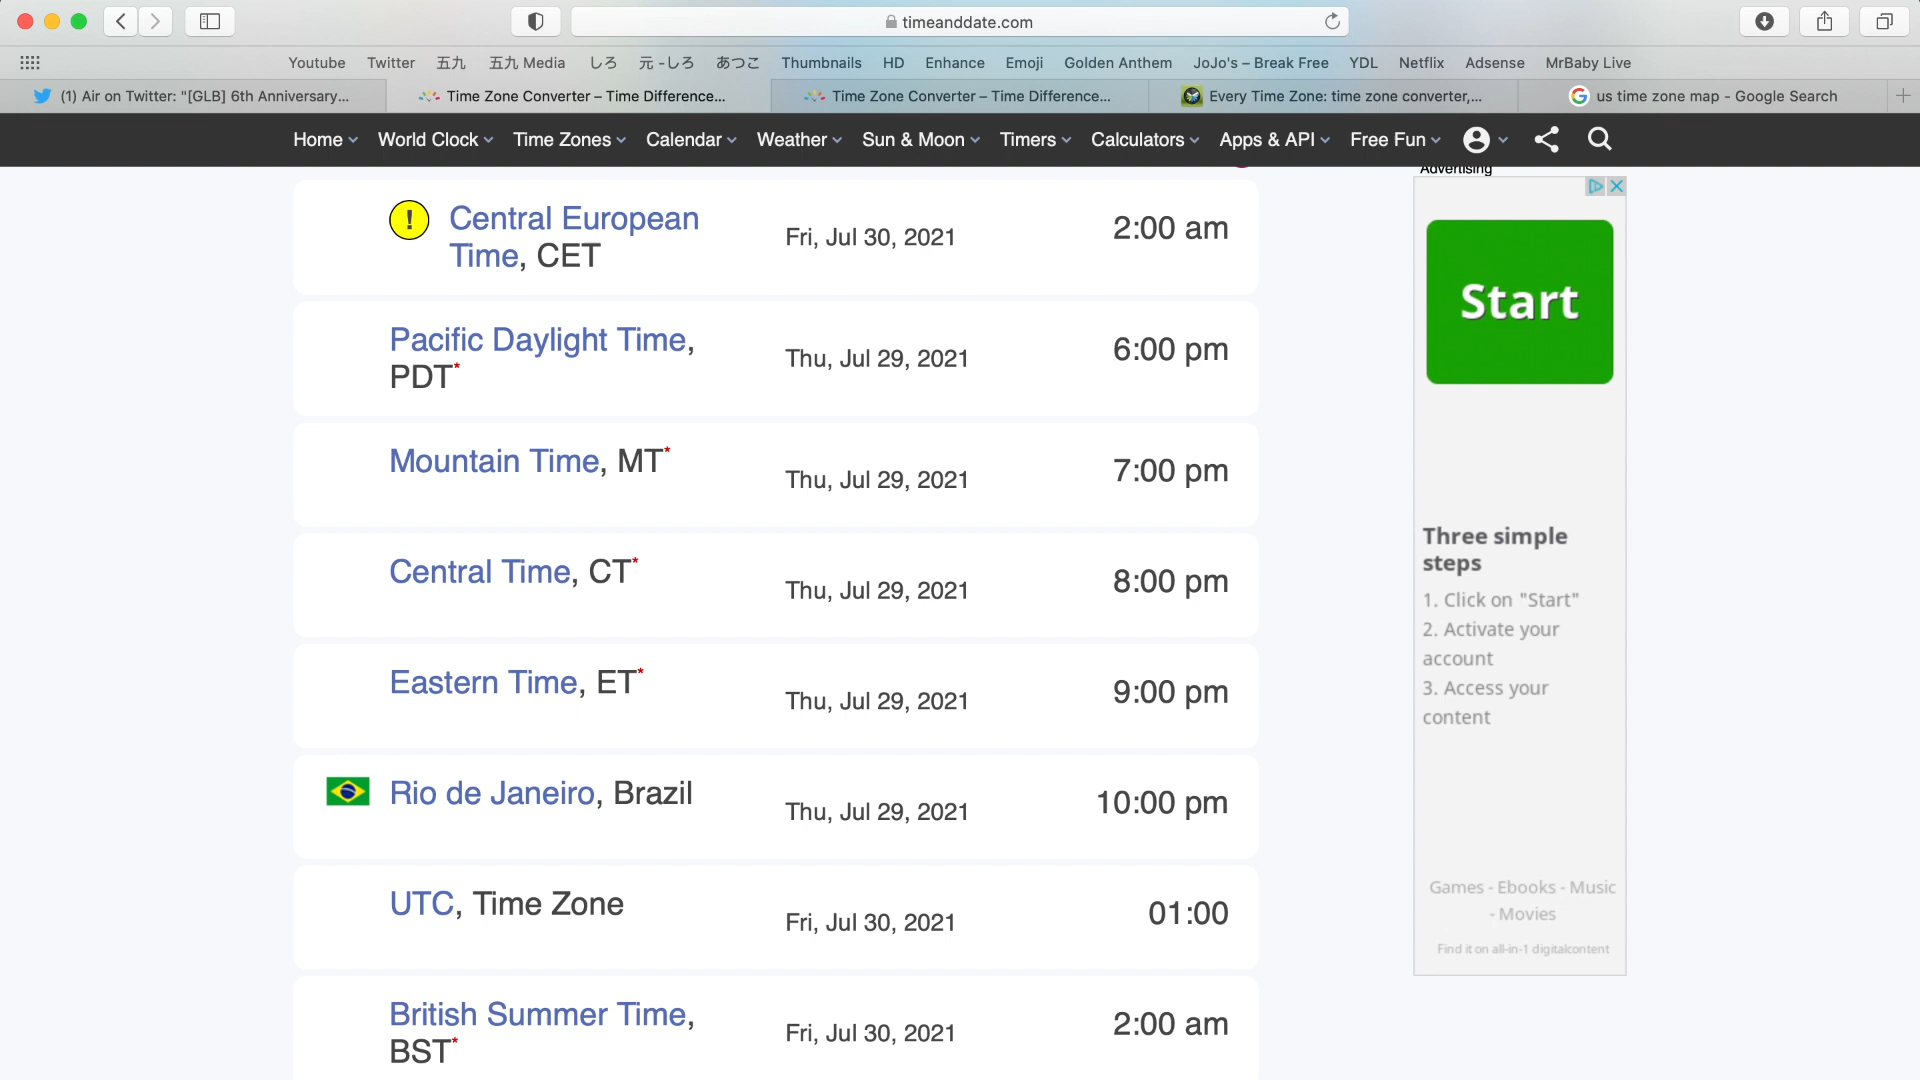 timeanddate.com
Youtube Twitter 五九 五九 Media しろ 元 -しろ あつこ Thumbnails HD Enhance Emoji Golden Anthem JoJo's – Break Free YDL Netflix Adsense MrBaby Live
(1) Air on Twitter: "[GLB] 6th Anniversary... Time Zone Converter – Time Difference... Time Zone Converter – Time Difference... Every Time Zone: time zone converter,... us time zone map - Google Search
Home World Clock Time Zones Calendar Weather Sun & Moon Timers Calculators Apps & API Free Fun
Advertising
Central European
Time, CET
Fri, Jul 30, 2021
2:00 am
Pacific Daylight Time,
PDT*
Thu, Jul 29, 2021
6:00 pm
Mountain Time, MT*
Thu, Jul 29, 2021
7:00 pm
Central Time, CT*
Thu, Jul 29, 2021
8:00 pm
Eastern Time, ET*
Thu, Jul 29, 2021
9:00 pm
Rio de Janeiro, Brazil
Thu, Jul 29, 2021
10:00 pm
UTC, Time Zone
Fri, Jul 30, 2021
01:00
British Summer Time,
BST*
Fri, Jul 30, 2021
2:00 am
Start
Three simple
steps
1. Click on "Start"
2. Activate your
account
3. Access your
content
Games - Ebooks - Music
- Movies
Find it on all-in-1 digitalcontent